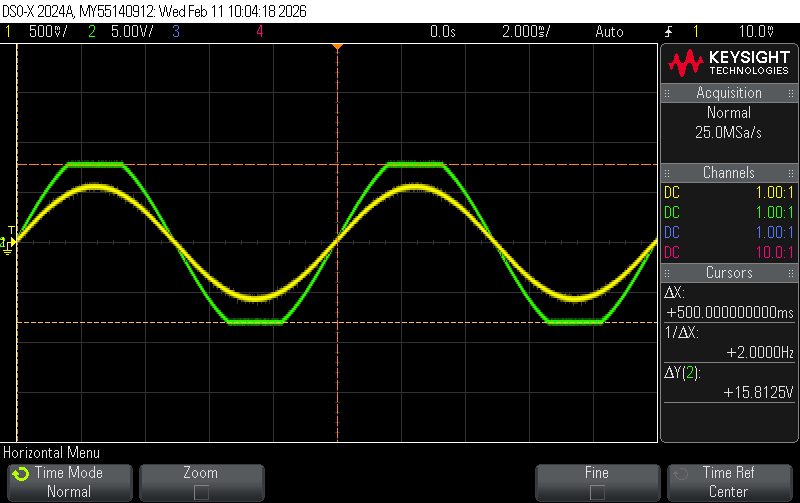 DSO-X 2024A, MY55140912: Wed Feb 11 10:04:18 2026
1 500V/ 2 5.00V/ 3 4 0.0s 2.000s/ Auto 1 10.0V
KEYSIGHT
TECHNOLOGIES
Acquisition
Normal
25.0MSa/s
Channels
DC 1.00:1
DC 1.00:1
DC 1.00:1
DC 10.0:1
Cursors
ΔX:
+500.000000000ms
1/ΔX:
+2.0000Hz
ΔY(2):
+15.8125V
T
2
Horizontal Menu
Time Mode
Normal
Zoom
Fine
Time Ref
Center